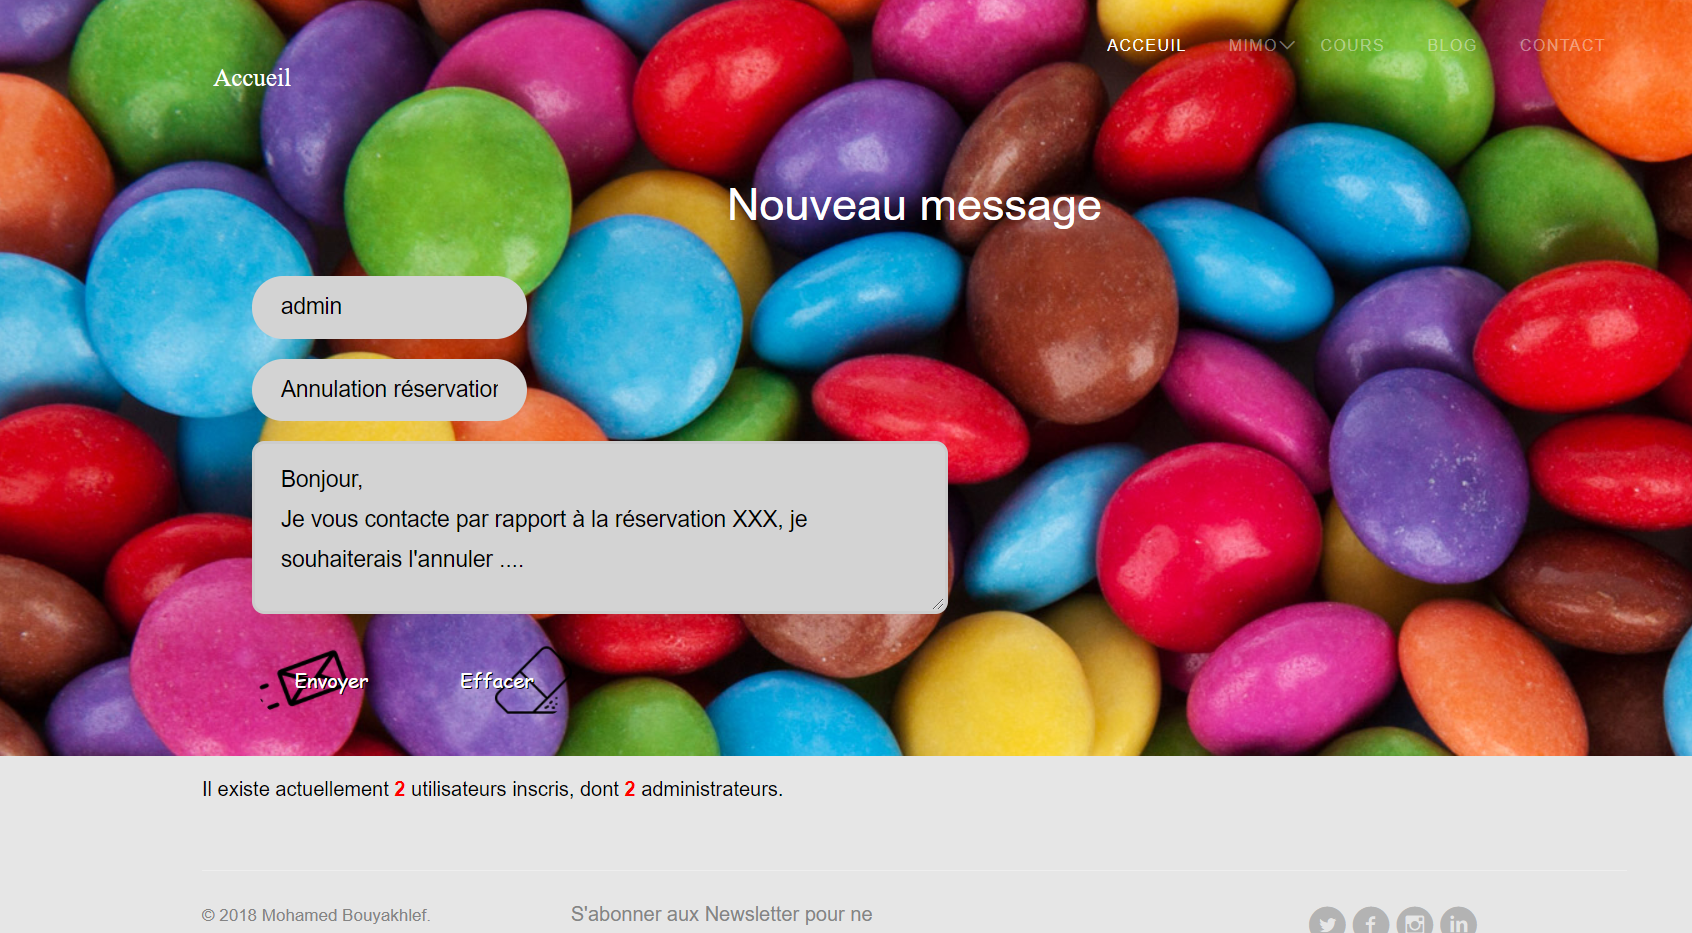 ACCEUIL MIMO COURS BLOG CONTACT
Accueil
Nouveau message
admin
Annulation réservation
Bonjour,
Je vous contacte par rapport à la réservation XXX, je
souhaiterais l'annuler ....
Envoyer Effacer
Il existe actuellement 2 utilisateurs inscris, dont 2 administrateurs.
© 2018 Mohamed Bouyakhlef.
S'abonner aux Newsletter pour ne